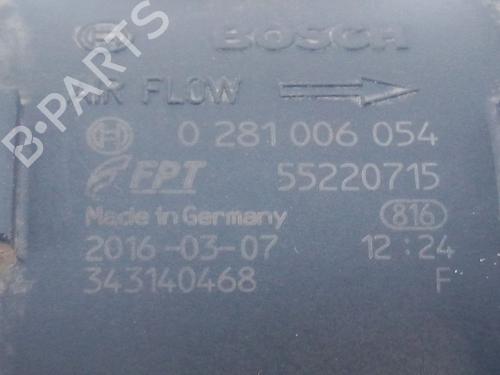 BOSCH
AIR FLOW
0 281 006 054
FPT 55220715
Made in Germany 816
2016-03-07 12:24
343140468 F